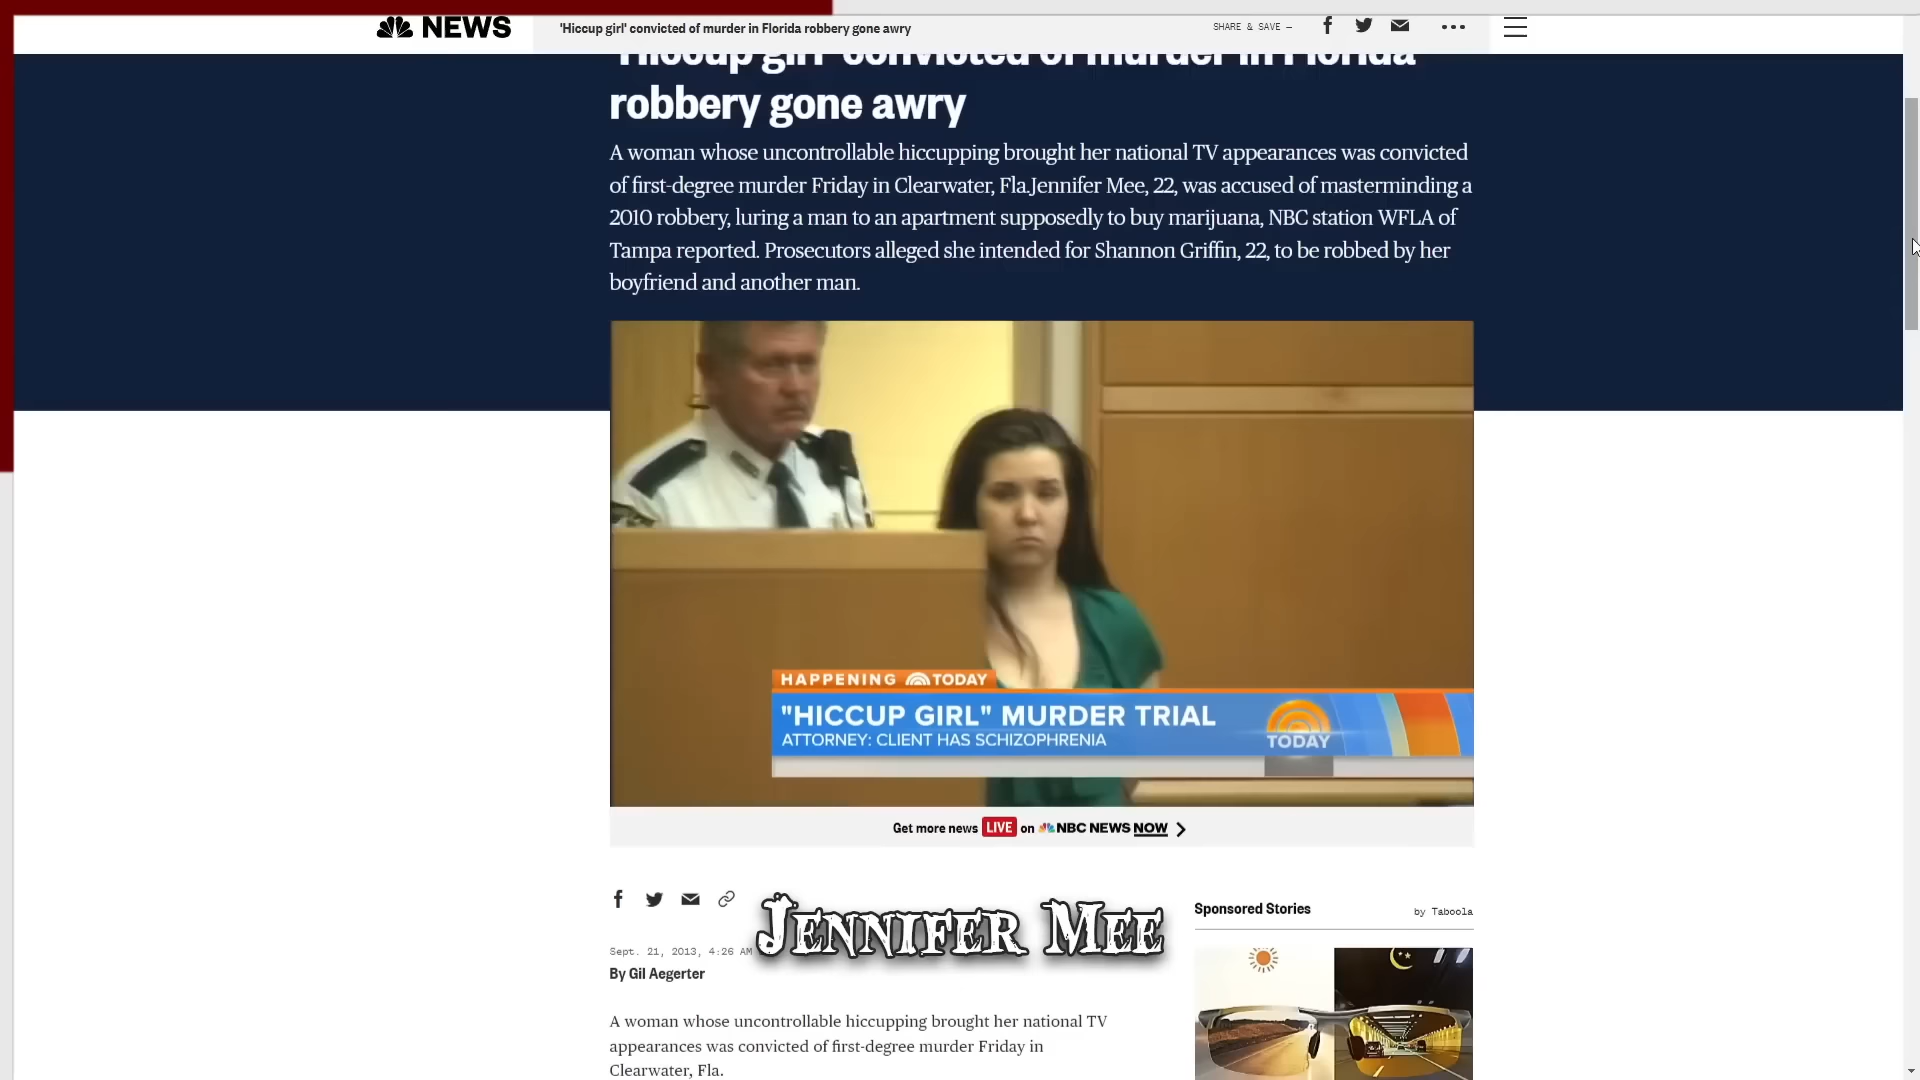 NEWS
'Hiccup girl' convicted of murder in Florida robbery gone awry
SHARE & SAVE —
'Hiccup girl' convicted of murder in Florida
robbery gone awry
A woman whose uncontrollable hiccupping brought her national TV appearances was convicted
of first-degree murder Friday in Clearwater, Fla.Jennifer Mee, 22, was accused of masterminding a
2010 robbery, luring a man to an apartment supposedly to buy marijuana, NBC station WFLA of
Tampa reported. Prosecutors alleged she intended for Shannon Griffin, 22, to be robbed by her
boyfriend and another man.
HAPPENING TODAY
"HICCUP GIRL" MURDER TRIAL
ATTORNEY: CLIENT HAS SCHIZOPHRENIA
TODAY
Get more news LIVE on NBC NEWS NOW
JENNIFER MEE
Sponsored Stories
by Taboola
Sept. 21, 2013, 4:26 AM
By Gil Aegerter
A woman whose uncontrollable hiccupping brought her national TV
appearances was convicted of first-degree murder Friday in
Clearwater, Fla.